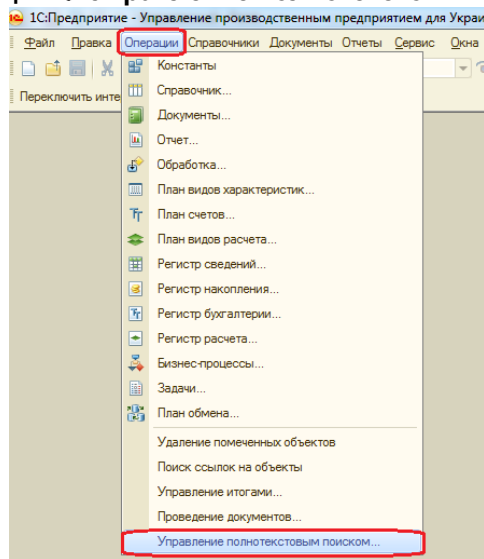 1С:Предприятие - Управление производственным предприятием для Украи
Файл Правка Операции Справочники Документы Отчеты Сервис Окна
Переключить инте
Константы
Справочник...
Документы...
Отчет...
Обработка...
План видов характеристик...
План счетов...
План видов расчета...
Регистр сведений...
Регистр накопления...
Регистр бухгалтерии...
Регистр расчета...
Бизнес-процессы...
Задачи...
План обмена...
Удаление помеченных объектов
Поиск ссылок на объекты
Управление итогами...
Проведение документов...
Управление полнотекстовым поиском...